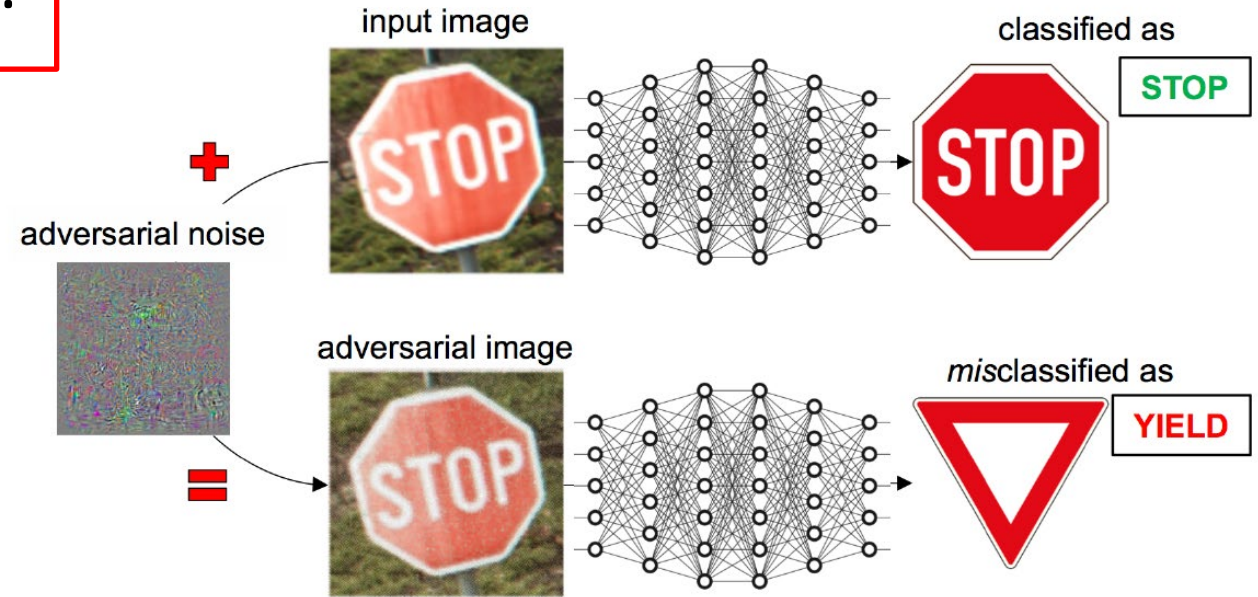 input image
classified as
STOP
STOP
STOP
+
adversarial noise
adversarial image
misclassified as
YIELD
=
STOP